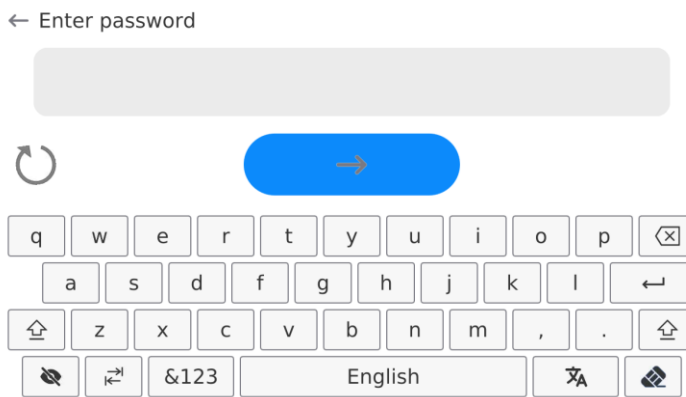 ← Enter password
q w e r t y u i o p
a s d f g h j k l
z x c v b n m , .
&123 English